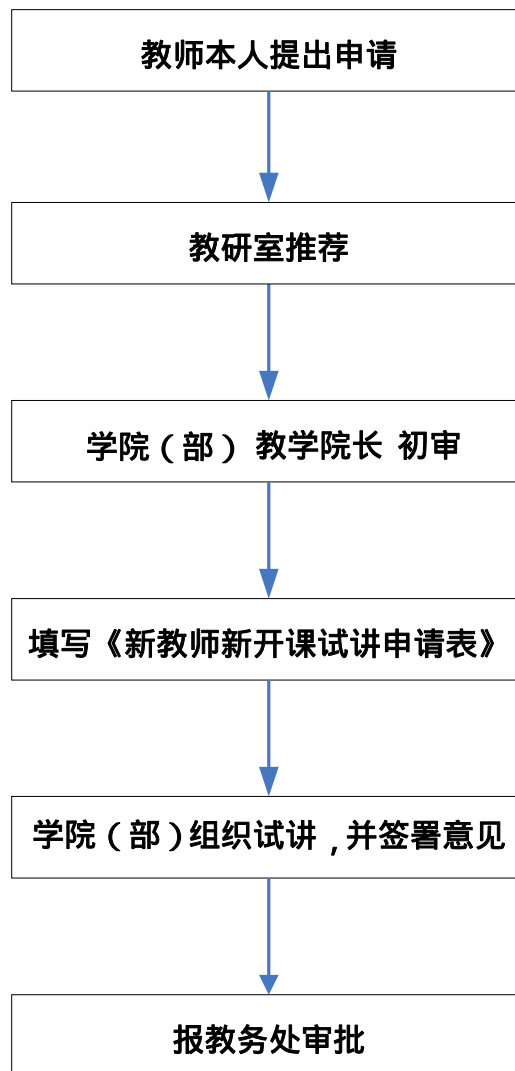 教师本人提出申请
教研室推荐
学院（部） 教学院长 初审
填写《新教师新开课试讲申请表》
学院（部）组织试讲 , 并签署意见
报教务处审批